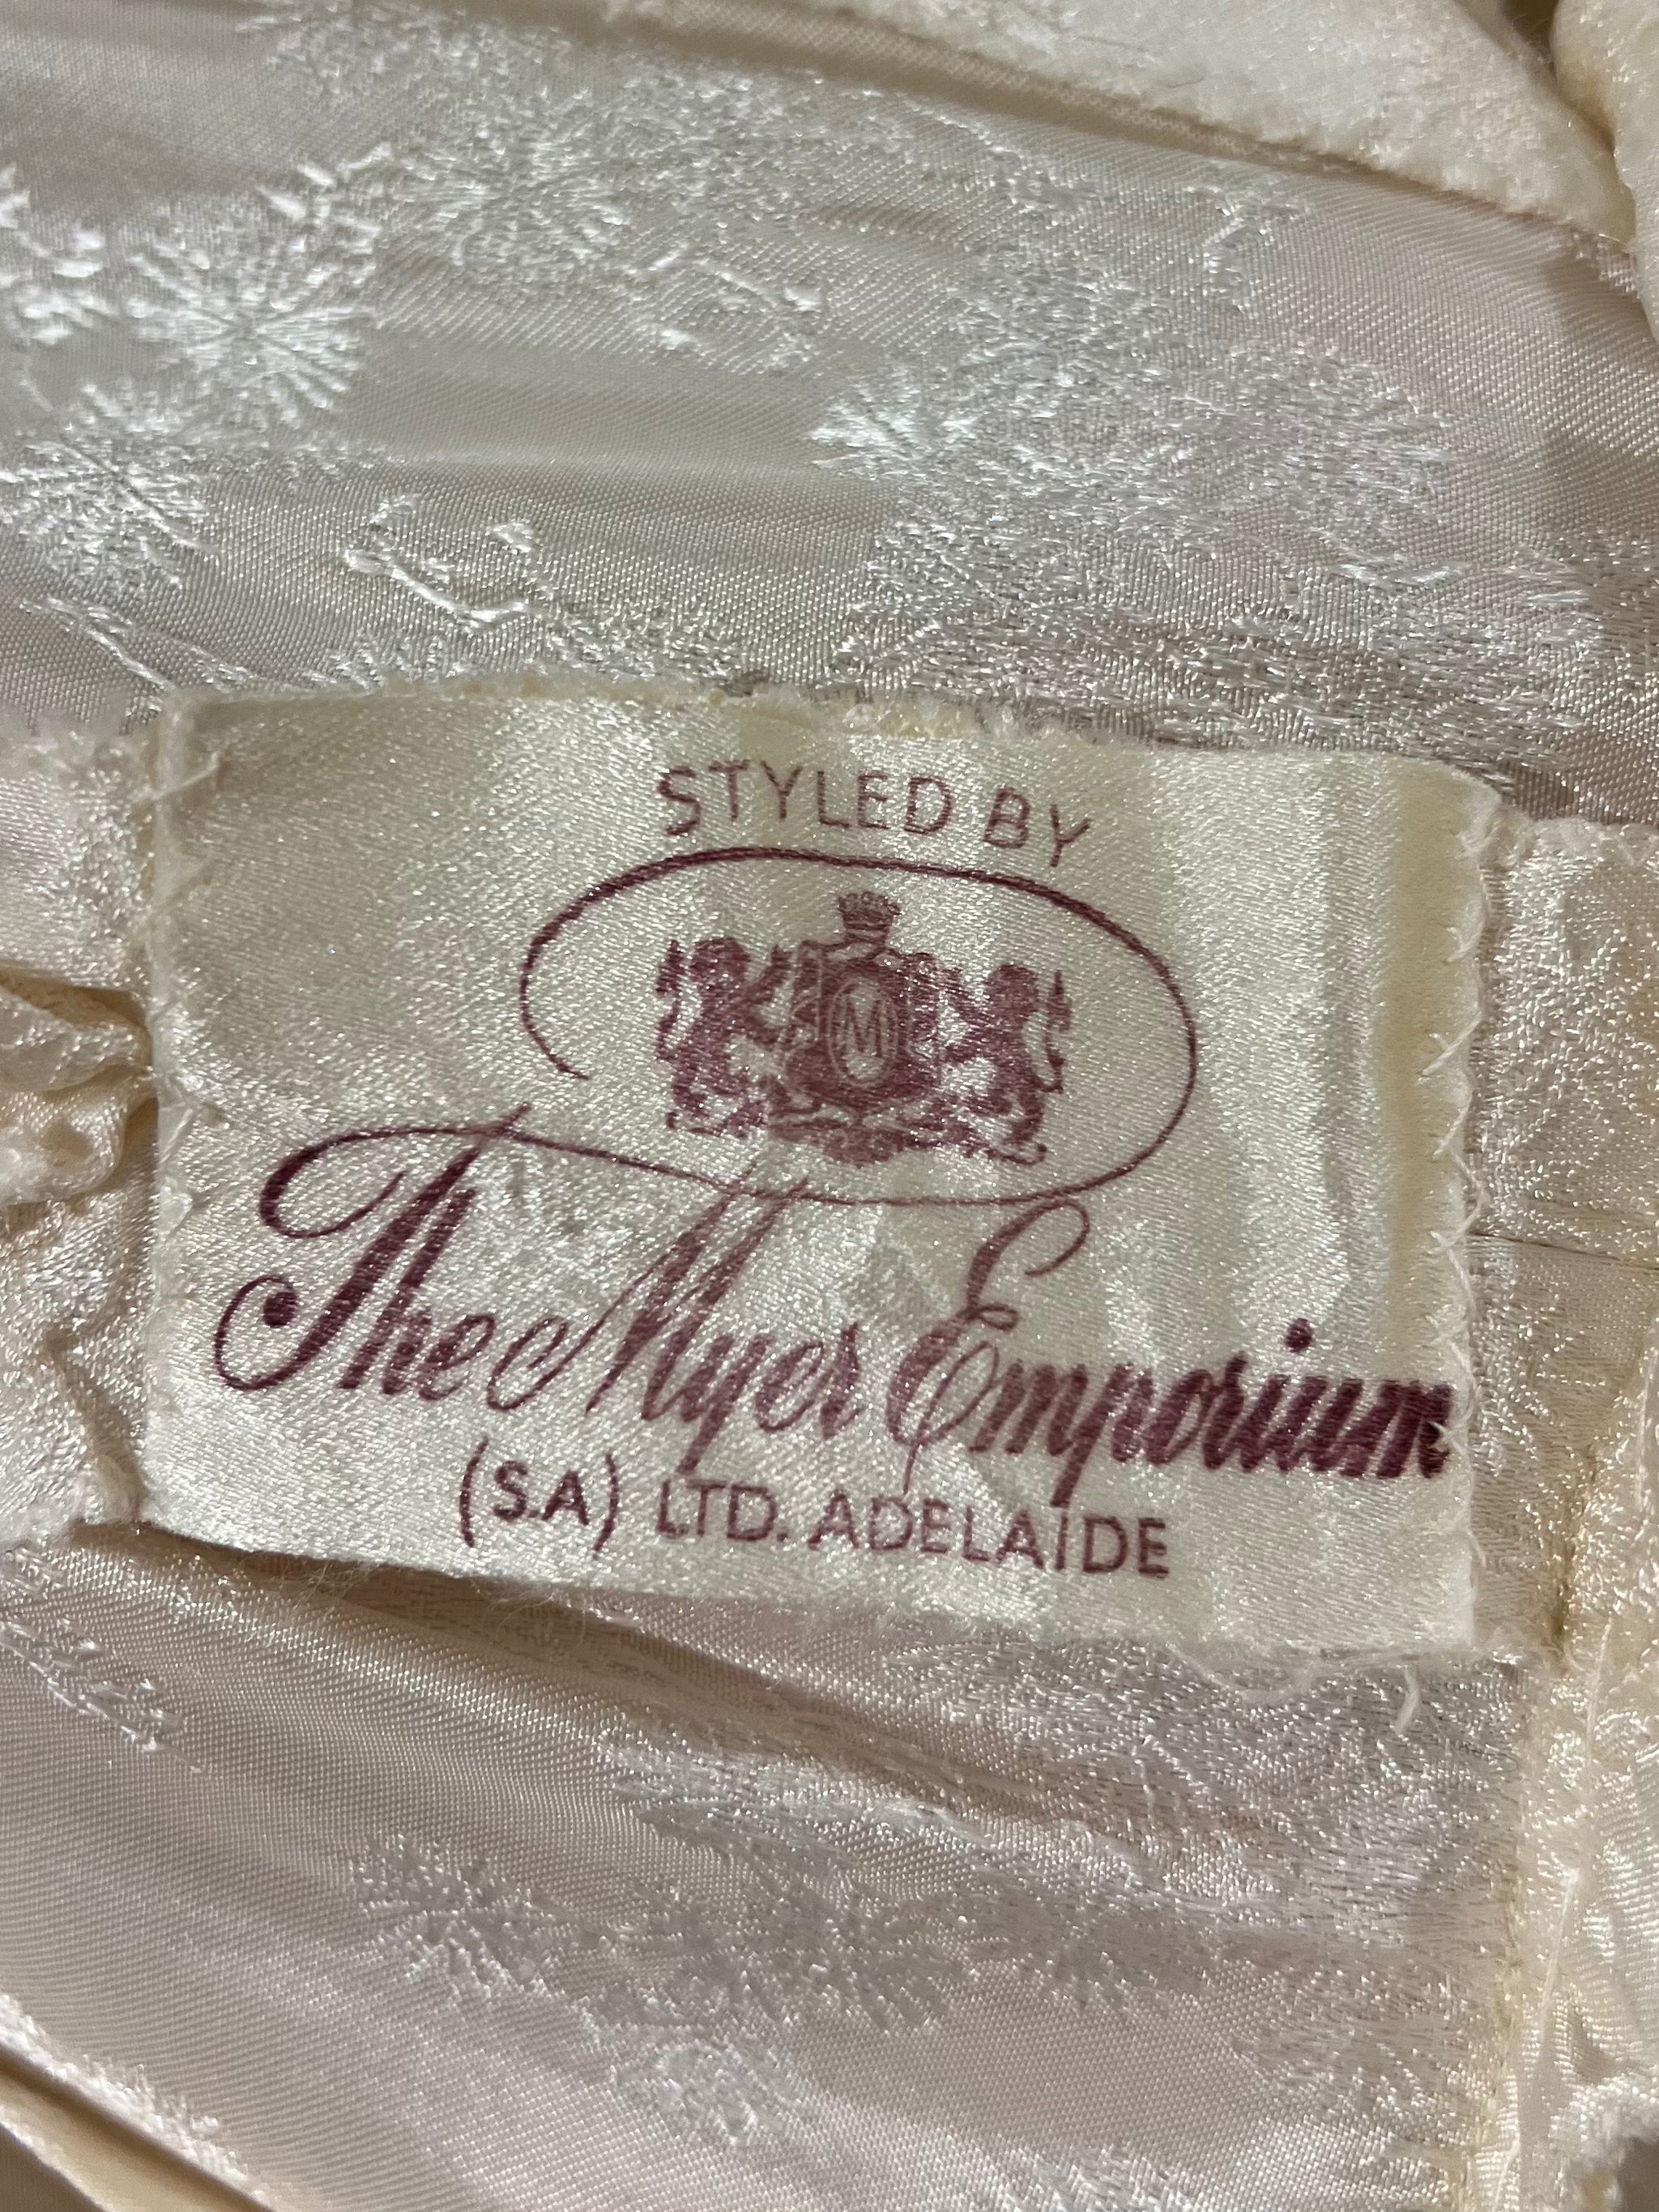 STYLED BY
M
The Myer Emporium
(S.A) LTD. ADELAIDE